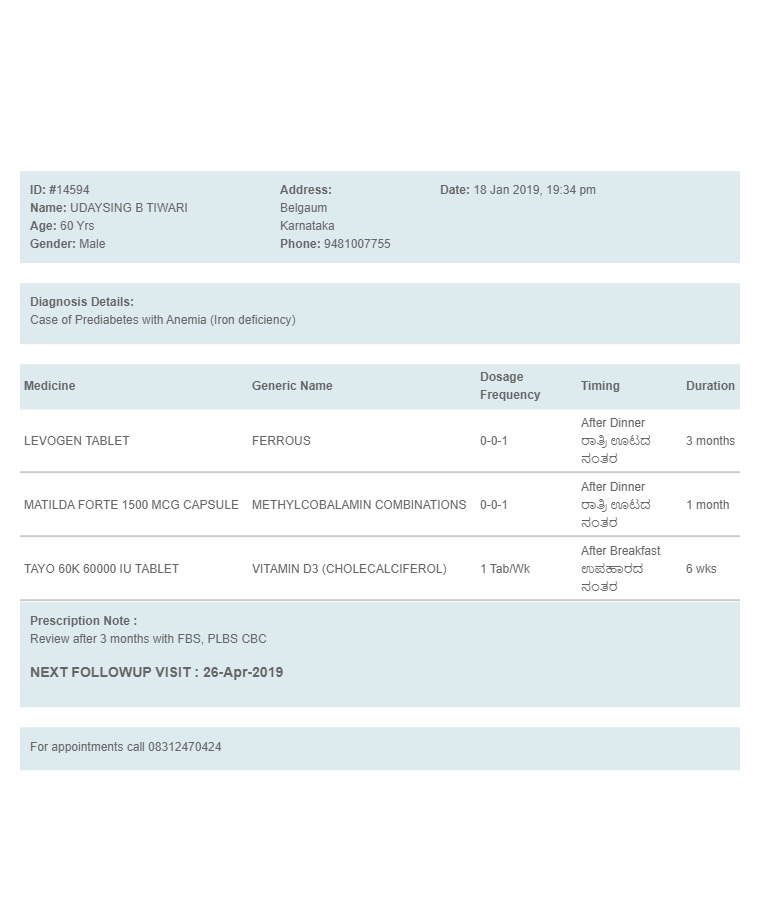 ID: #14594
Name: UDAYSING B TIWARI
Age: 60 Yrs
Gender: Male
Address:
Belgaum
Karnataka
Phone: 9481007755
Date: 18 Jan 2019, 19:34 pm
Diagnosis Details:
Case of Prediabetes with Anemia (Iron deficiency)
Medicine Generic Name Dosage Frequency Timing Duration
LEVOGEN TABLET FERROUS 0-0-1 After Dinner 3 months
ರಾತ್ರಿ ಊಟದ
ನಂತರ
MATILDA FORTE 1500 MCG CAPSULE METHYLCOBALAMIN COMBINATIONS 0-0-1 After Dinner 1 month
ರಾತ್ರಿ ಊಟದ
ನಂತರ
TAYO 60K 60000 IU TABLET VITAMIN D3 (CHOLECALCIFEROL) 1 Tab/Wk After Breakfast 6 wks
ಉಪಹಾರದ
ನಂತರ
Prescription Note :
Review after 3 months with FBS, PLBS CBC
NEXT FOLLOWUP VISIT : 26-Apr-2019
For appointments call 08312470424